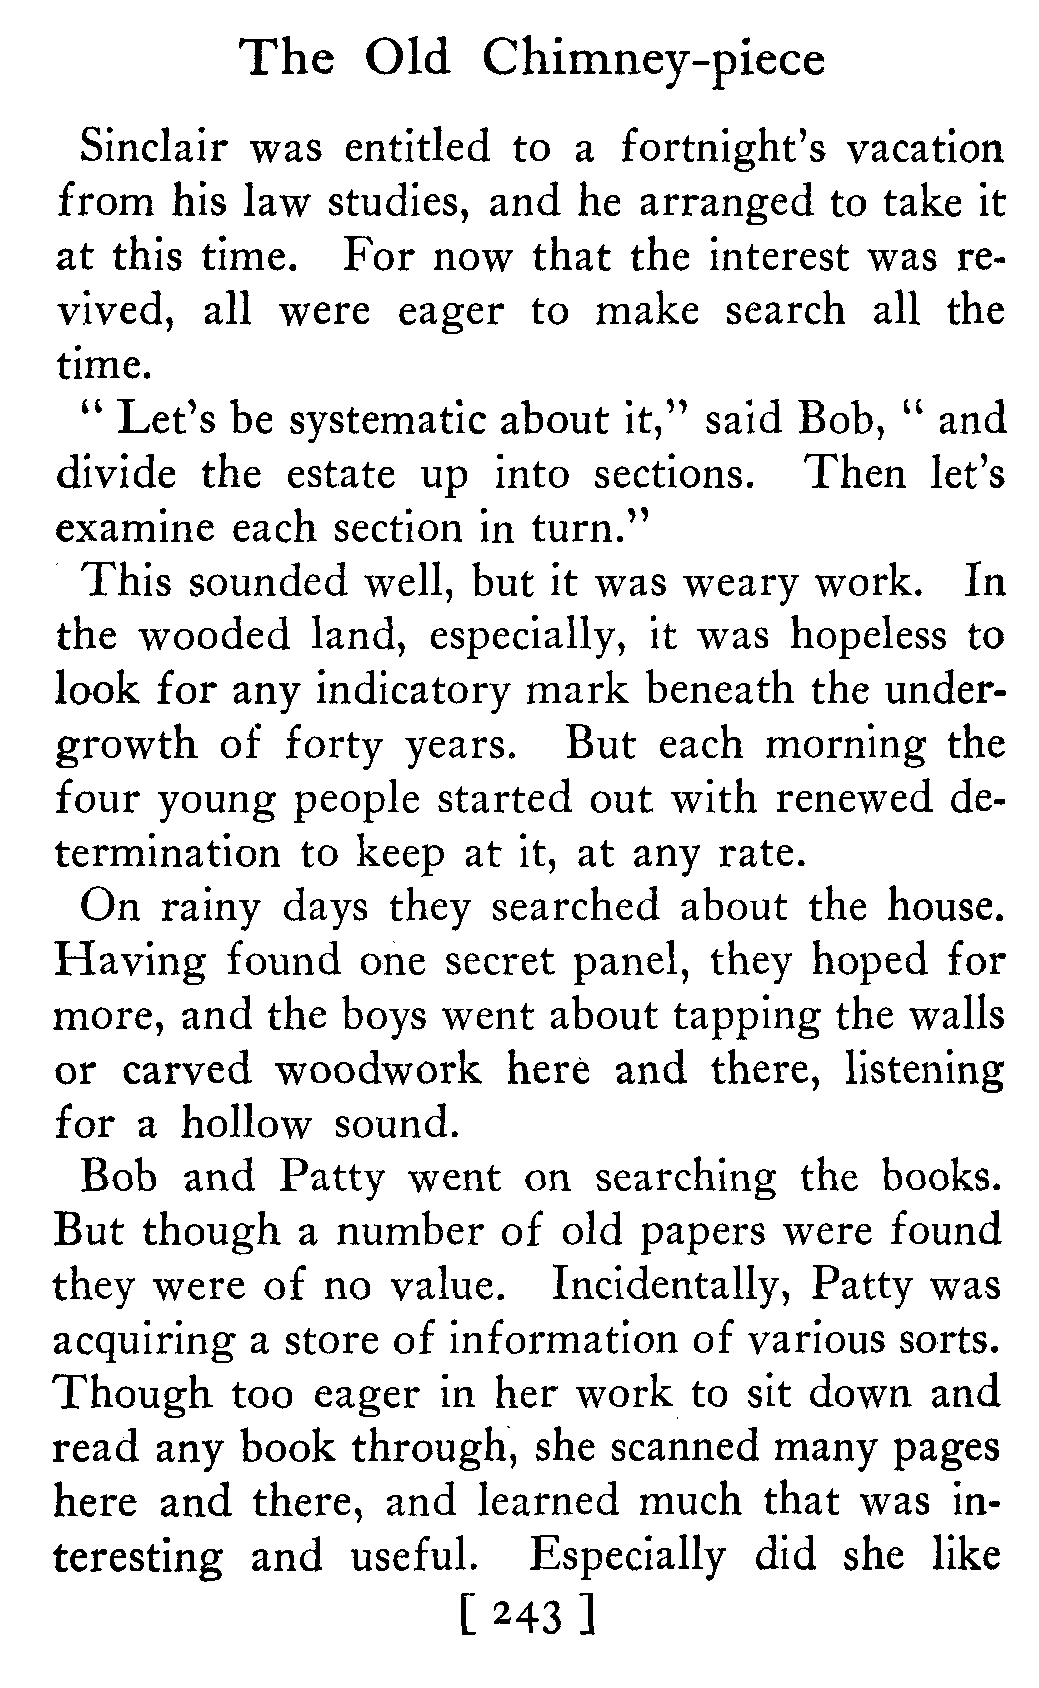 The Old Chimney-piece
Sinclair was entitled to a fortnight's vacation
from his law studies, and he arranged to take it
at this time. For now that the interest was re-
vived, all were eager to make search all the
time.
" Let's be systematic about it," said Bob, " and
divide the estate up into sections. Then let's
examine each section in turn."
This sounded well, but it was weary work. In
the wooded land, especially, it was hopeless to
look for any indicatory mark beneath the under-
growth of forty years. But each morning the
four young people started out with renewed de-
termination to keep at it, at any rate.
On rainy days they searched about the house.
Having found one secret panel, they hoped for
more, and the boys went about tapping the walls
or carved woodwork here and there, listening
for a hollow sound.
Bob and Patty went on searching the books.
But though a number of old papers were found
they were of no value. Incidentally, Patty was
acquiring a store of information of various sorts.
Though too eager in her work to sit down and
read any book through, she scanned many pages
here and there, and learned much that was in-
teresting and useful. Especially did she like
[ 243 ]